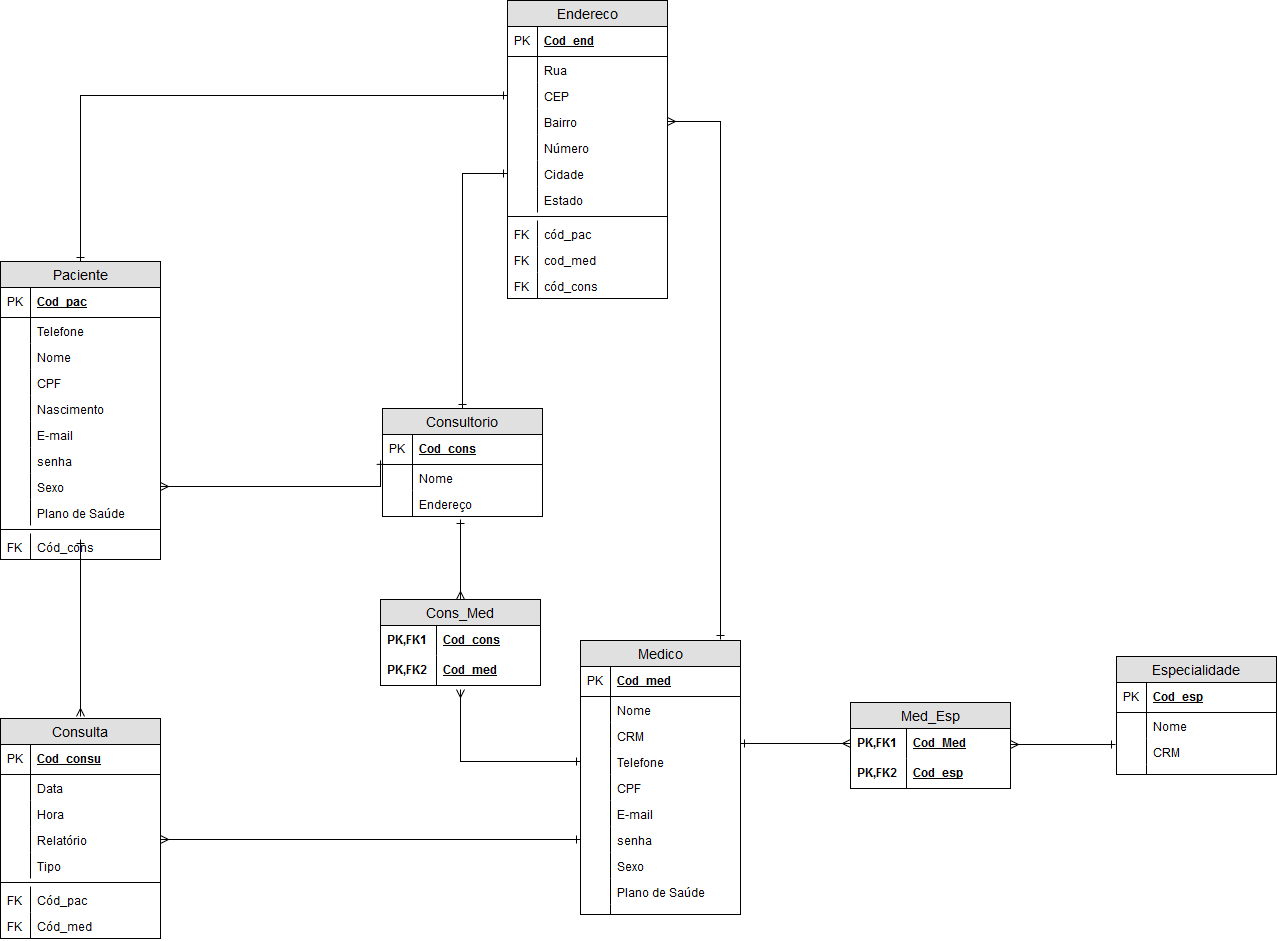 Endereco
PK Cod_end
Rua
CEP
Bairro
Número
Cidade
Estado
FK cód_pac
FK cod_med
FK cód_cons
Paciente
PK Cod_pac
Telefone
Nome
CPF
Nascimento
E-mail
senha
Sexo
Plano de Saúde
FK Cód_cons
Consultorio
PK Cod_cons
Nome
Endereço
Cons_Med
PK,FK1 Cod_cons
PK,FK2 Cod_med
Medico
PK Cod_med
Nome
CRM
Telefone
CPF
E-mail
senha
Sexo
Plano de Saúde
Med_Esp
PK,FK1 Cod_Med
PK,FK2 Cod_esp
Especialidade
PK Cod_esp
Nome
CRM
Consulta
PK Cod_consu
Data
Hora
Relatório
Tipo
FK Cód_pac
FK Cód_med